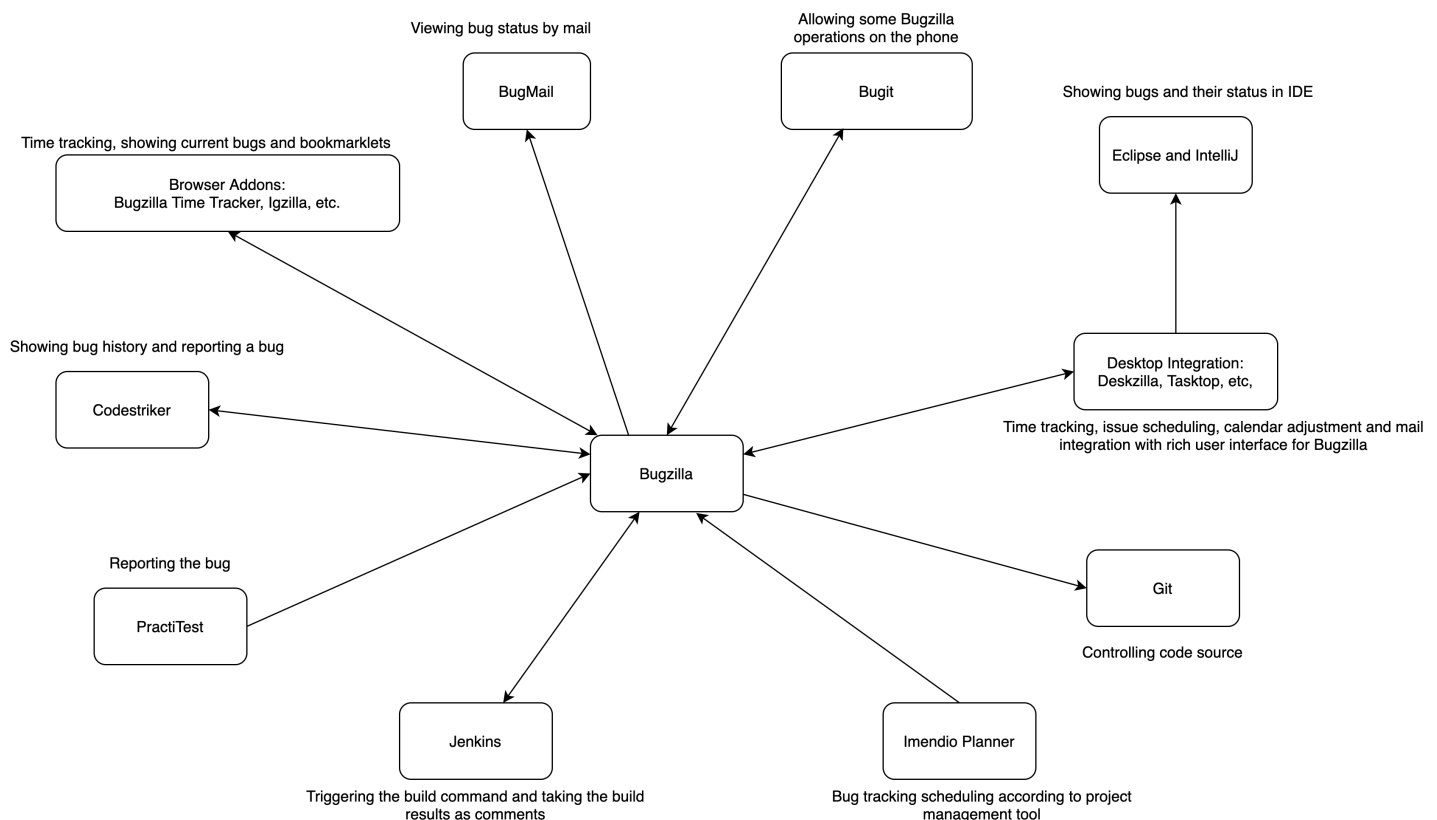 Viewing bug status by mail
BugMail
Allowing some Bugzilla
operations on the phone
Bugit
Showing bugs and their status in IDE
Eclipse and IntelliJ
Time tracking, showing current bugs and bookmarklets
Browser Addons:
Bugzilla Time Tracker, Igzilla, etc.
Showing bug history and reporting a bug
Codestriker
Desktop Integration:
Deskzilla, Tasktop, etc,
Time tracking, issue scheduling, calendar adjustment and mail
integration with rich user interface for Bugzilla
Bugzilla
Reporting the bug
PractiTest
Git
Controlling code source
Jenkins
Triggering the build command and taking the build
results as comments
Imendio Planner
Bug tracking scheduling according to project
management tool